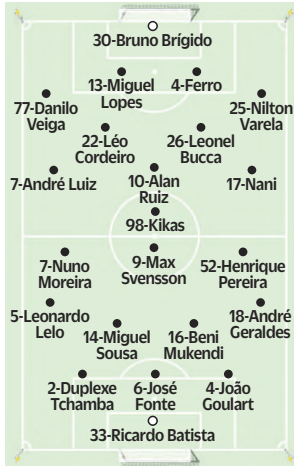 30-Bruno Brígido
13-Miguel
Lopes
4-Ferro
77-Danilo
Veiga
25-Nilton
Varela
22-Léo
Cordeiro
26-Leonel
Bucca
7-André Luiz
10-Alan
Ruiz
17-Nani
98-Kikas
7-Nuno
Moreira
9-Max
Svensson
52-Henrique
Pereira
5-Leonardo
Lelo
18-André
Geraldes
14-Miguel
Sousa
16-Beni
Mukendi
2-Duplexe
Tchamba
6-José
Fonte
4-João
Goulart
33-Ricardo Batista